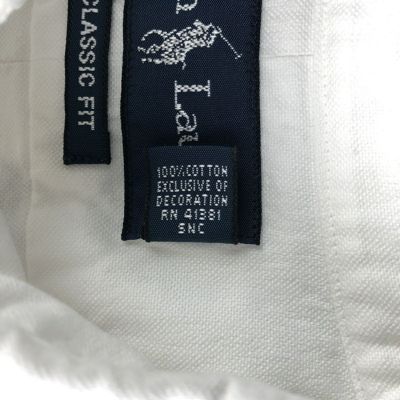 CLASSIC FIT
100% COTTON
EXCLUSIVE OF
DECORATION
RN 41381
SNC